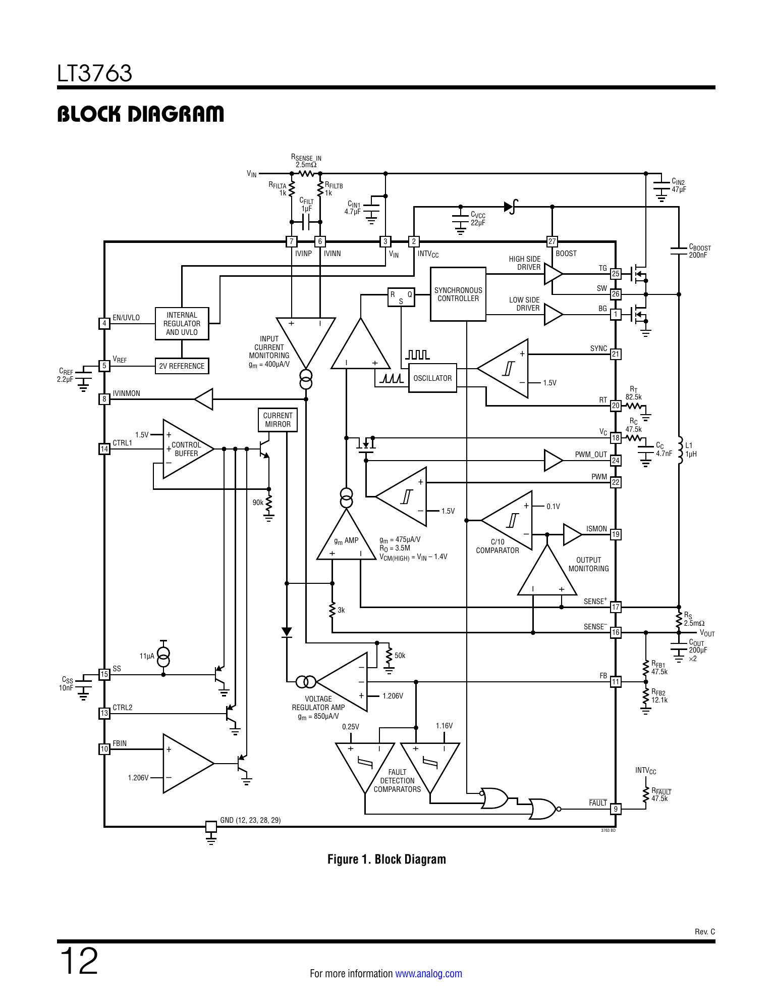 LT3763
BLOCK DIAGRAM
RSENSE_IN
2.5mΩ
VIN
RFILTA
1k
RFILTB
1k
CFILT
1µF
CIN1
4.7µF
CVCC
22µF
CIN2
47µF
CBOOST
200nF
7
IVINP
6
IVINN
3
VIN
2
INTVCC
27
BOOST
HIGH SIDE
DRIVER
TG
25
SW
26
LOW SIDE
DRIVER
BG
1
SYNCHRONOUS
CONTROLLER
R Q
S
4
EN/UVLO
INTERNAL
REGULATOR
AND UVLO
5
VREF
2V REFERENCE
CREF
2.2µF
8
IVINMON
+ –
INPUT
CURRENT
MONITORING
gm = 400µA/V
– +
OSCILLATOR
+
–
1.5V
SYNC
21
RT
20
RT
82.5k
CURRENT
MIRROR
1.5V
+
+
–
CONTROL
BUFFER
14
CTRL1
90k
VC
18
RC
47.5k
CC
4.7nF
L1
1µH
PWM_OUT
24
PWM
22
+
–
1.5V
+
–
0.1V
C/10
COMPARATOR
ISMON
19
gm AMP
+ –
gm = 475µA/V
RO = 3.5M
VCM(HIGH) = VIN – 1.4V
OUTPUT
MONITORING
– +
SENSE+
17
3k
SENSE–
16
RS
2.5mΩ
VOUT
COUT
200µF
×2
RFB1
47.5k
FB
11
RFB2
12.1k
50k
–
–
+
1.206V
VOLTAGE
REGULATOR AMP
gm = 850µA/V
11µA
15
SS
CSS
10nF
13
CTRL2
10
FBIN
+
–
1.206V
0.25V
1.16V
+ –
+ –
FAULT
DETECTION
COMPARATORS
INTVCC
RFAULT
47.5k
FAULT
9
GND (12, 23, 28, 29)
3763 BD
Figure 1. Block Diagram
Rev. C
12
For more information www.analog.com